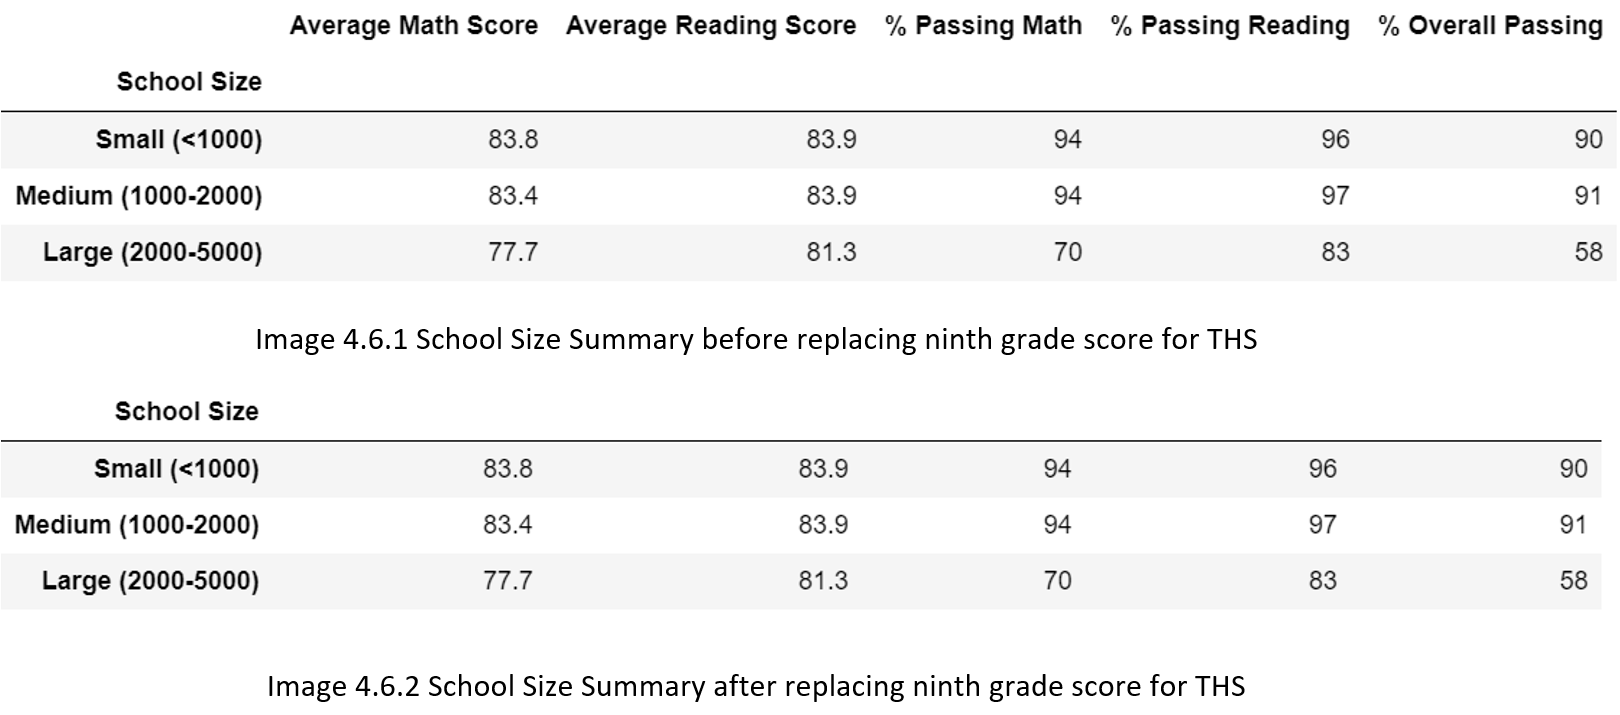 Average Math Score Average Reading Score % Passing Math % Passing Reading % Overall Passing
School Size
Small (<1000) 83.8 83.9 94 96 90
Medium (1000-2000) 83.4 83.9 94 97 91
Large (2000-5000) 77.7 81.3 70 83 58
Image 4.6.1 School Size Summary before replacing ninth grade score for THS
School Size
Small (<1000) 83.8 83.9 94 96 90
Medium (1000-2000) 83.4 83.9 94 97 91
Large (2000-5000) 77.7 81.3 70 83 58
Image 4.6.2 School Size Summary after replacing ninth grade score for THS